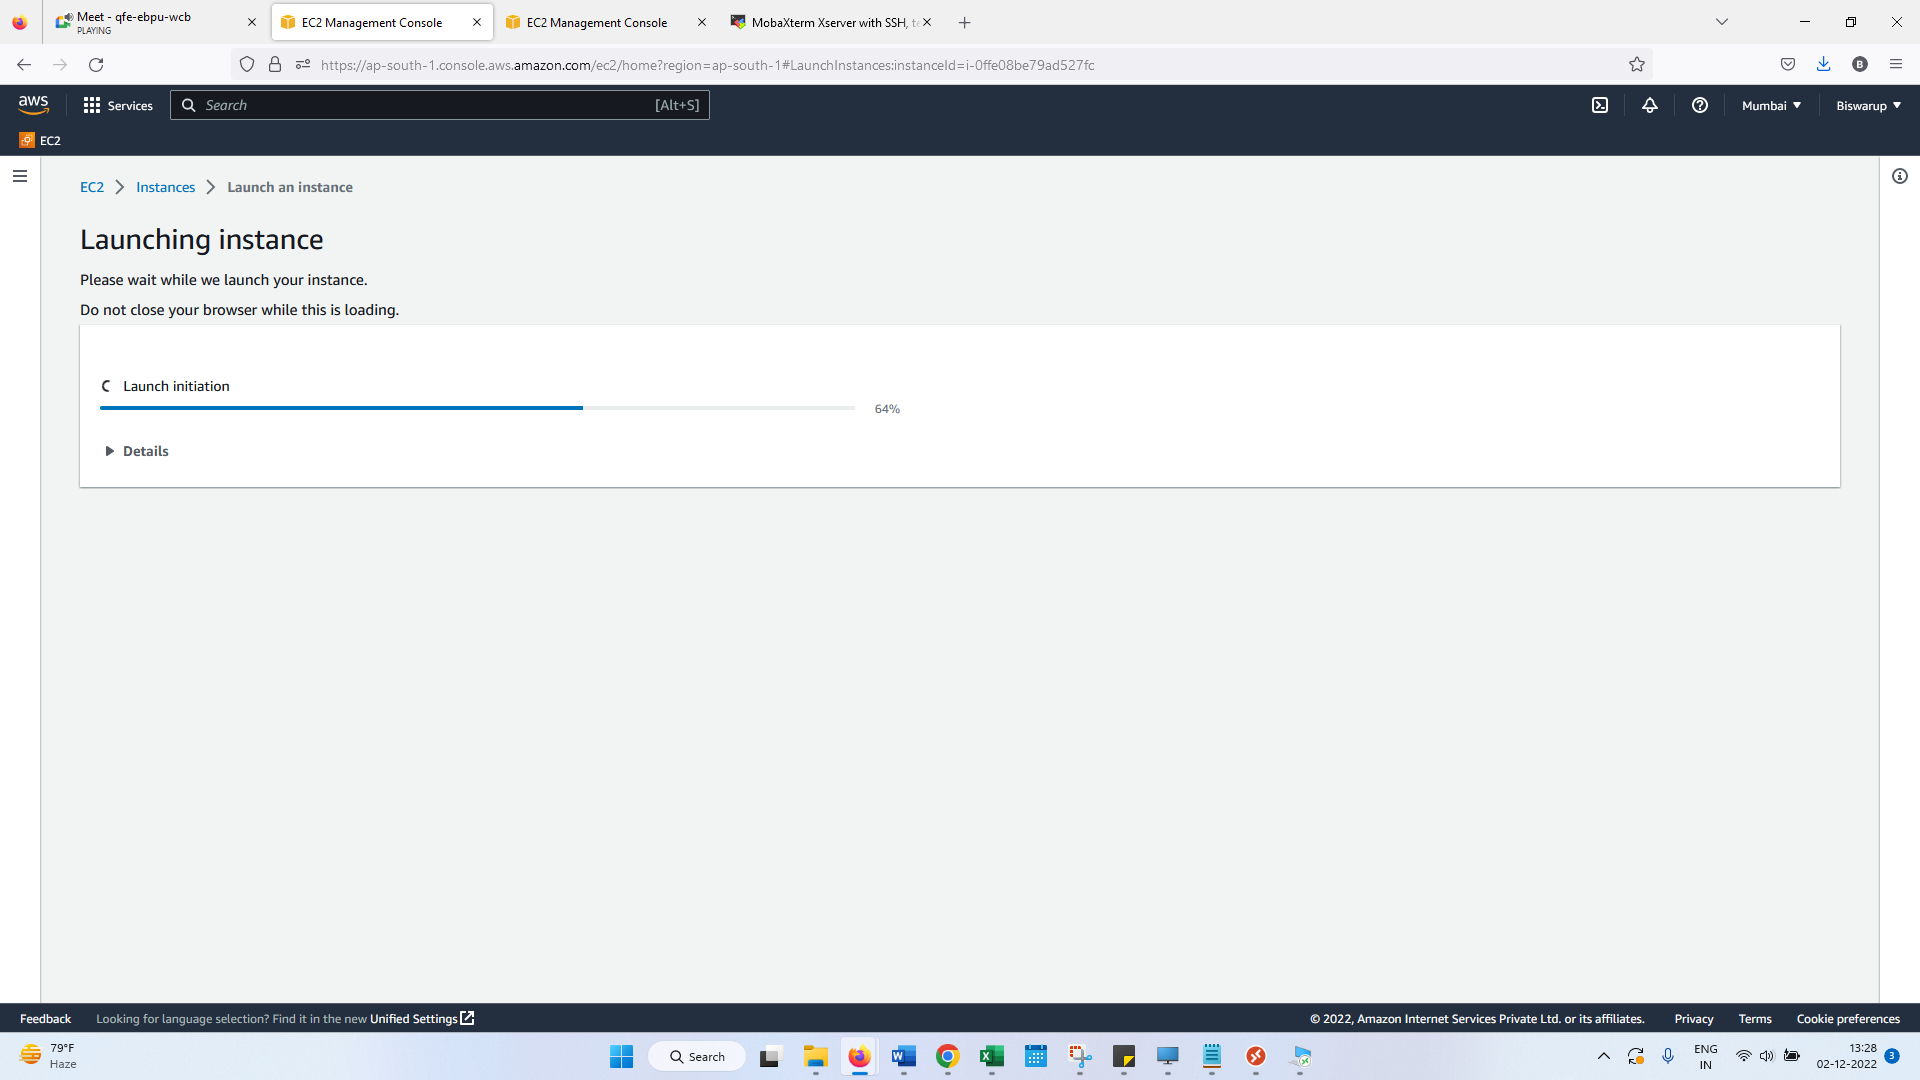 Meet - qfe-ebpu-wcb
PLAYING
EC2 Management Console
EC2 Management Console
MobaXterm Xserver with SSH, te
https://ap-south-1.console.aws.amazon.com/ec2/home?region=ap-south-1#LaunchInstances:instanceId=i-0ffe08be79ad527fc
B
aws
Services
Search
[Alt+S]
Mumbai
Biswarup
EC2
EC2
Instances
Launch an instance
Launching instance
Please wait while we launch your instance.
Do not close your browser while this is loading.
Launch initiation
64%
Details
Feedback
Looking for language selection? Find it in the new Unified Settings
© 2022, Amazon Internet Services Private Ltd. or its affiliates.
Privacy
Terms
Cookie preferences
79°F
Haze
Search
ENG
IN
13:28
02-12-2022
3